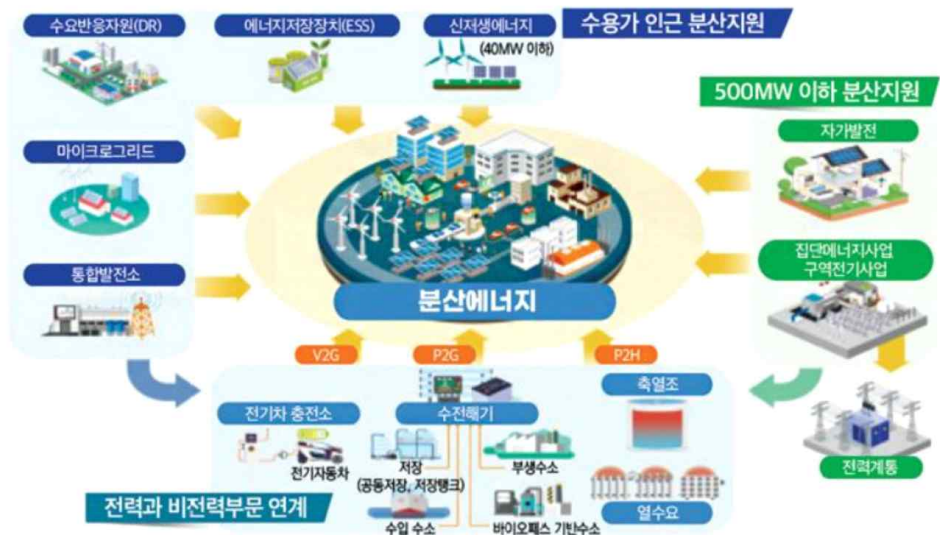 수요반응자원(DR)
에너지저장장치(ESS)
신재생에너지
(40MW 이하)
수용가 인근 분산지원
500MW 이하 분산지원
마이크로그리드
통합발전소
자가발전
집단에너지사업
구역전기사업
분산에너지
V2G
P2G
P2H
전기차 충전소
전기자동차
수전해기
저장
(공동저장, 저장탱크)
수입 수소
부생수소
바이오페스 기반수소
축열조
열수요
전력계통
전력과 비전력부문 연계